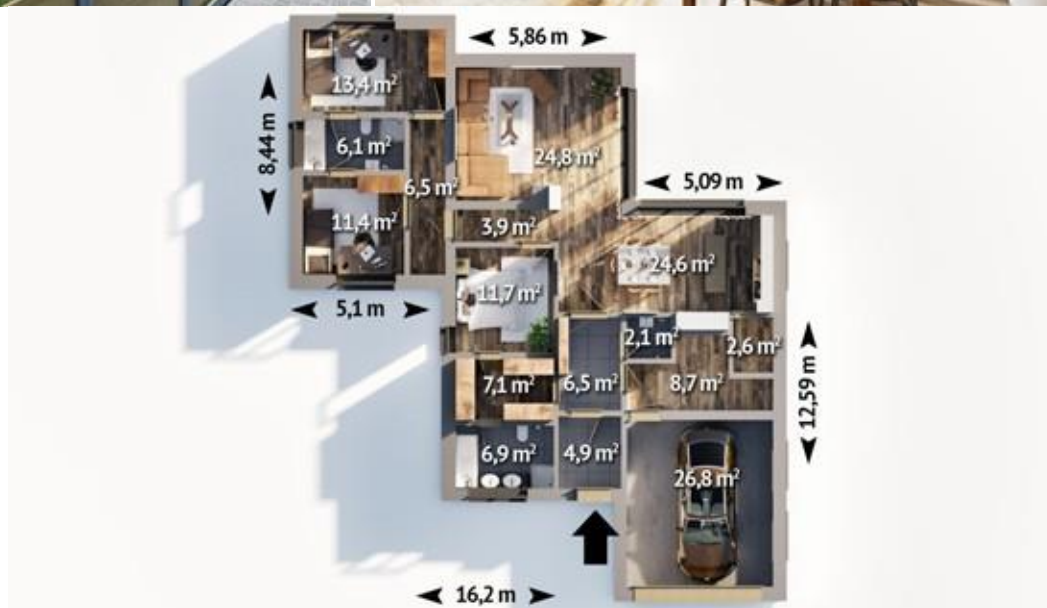 5,86 m
13,4 m²
8,44 m
6,1 m²
24,8 m²
6,5 m²
5,09 m
11,4 m²
3,9 m²
24,6 m²
11,7 m²
5,1 m
2,1 m²
2,6 m²
7,1 m²
6,5 m²
8,7 m²
12,59 m
6,9 m²
4,9 m²
26,8 m²
16,2 m